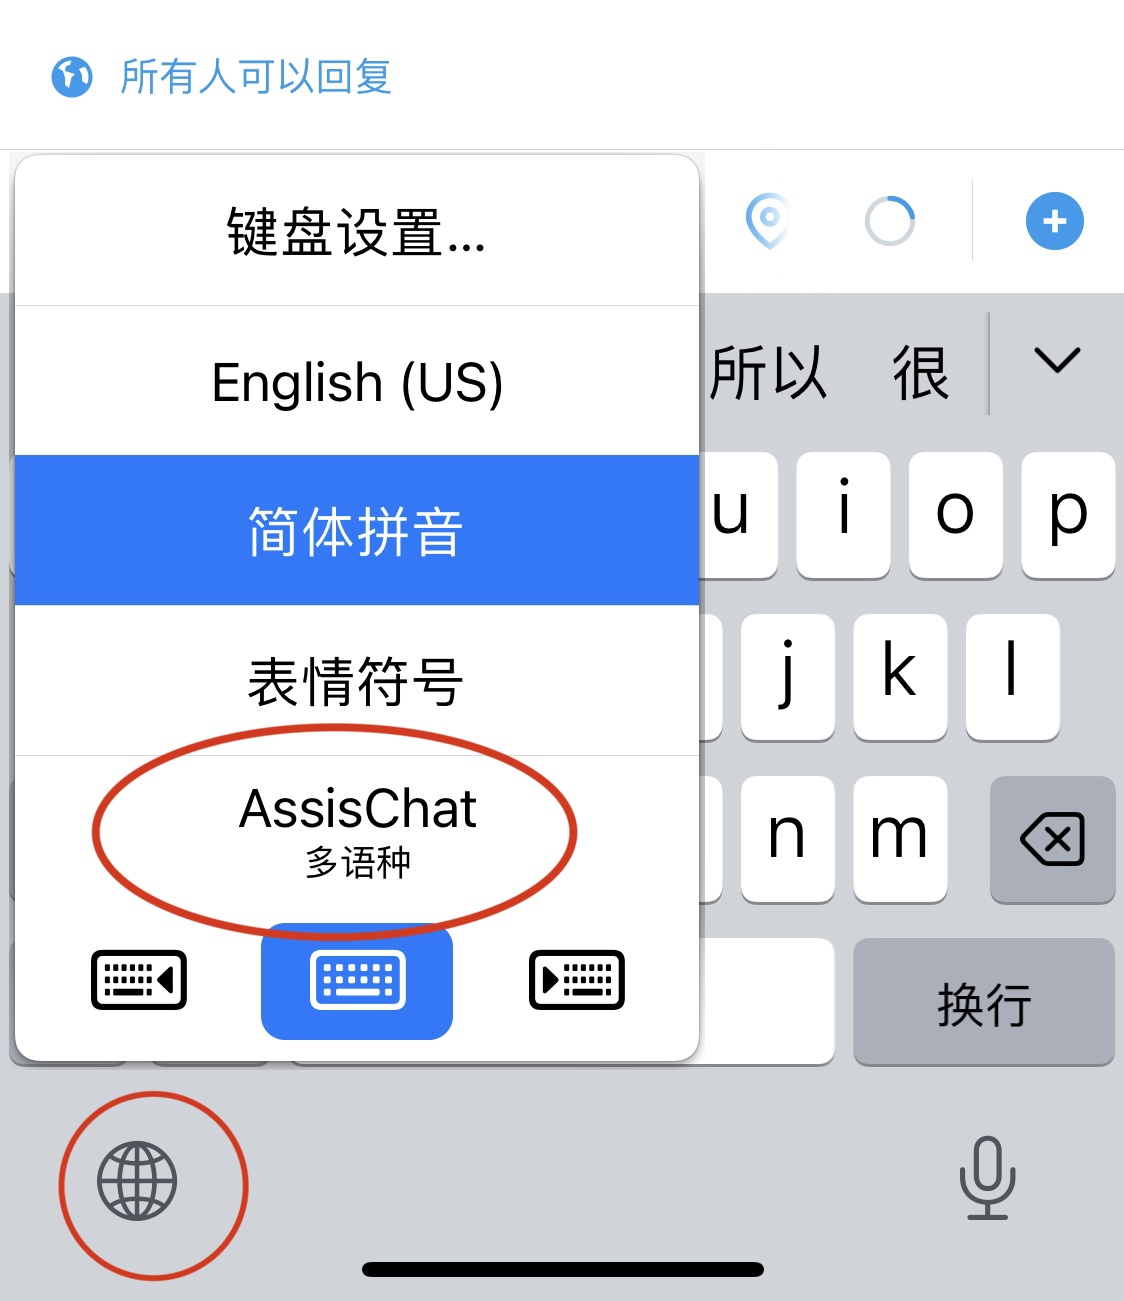 所有人可以回复
键盘设置...
English (US)
所以 很
简体拼音
u i o p
表情符号
j k l
AssisChat
多语种
n m
换行